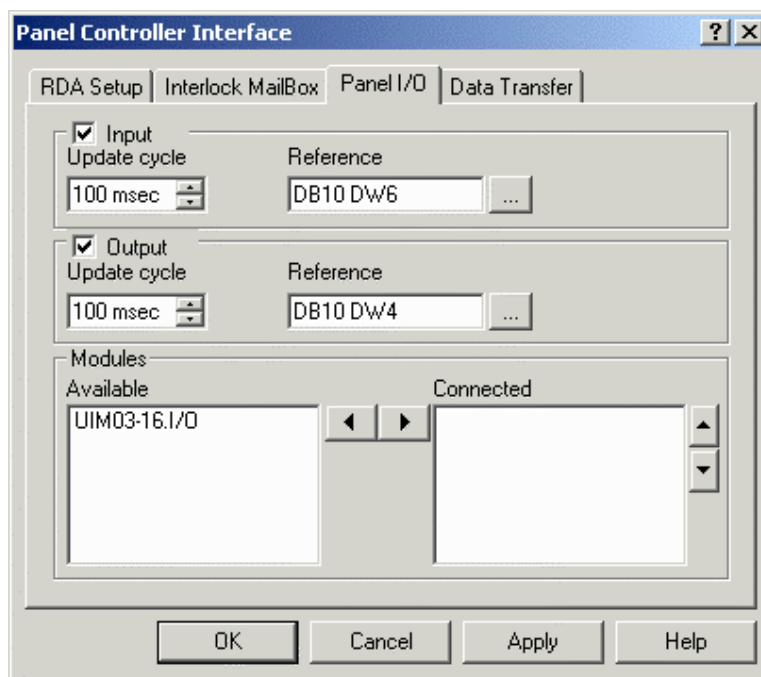 Panel Controller Interface
RDA Setup Interlock MailBox Panel I/O Data Transfer
Input
Update cycle Reference
100 msec DB10 DW6 ...
Output
Update cycle Reference
100 msec DB10 DW4 ...
Modules
Available Connected
UIM03-16.I/O
OK Cancel Apply Help